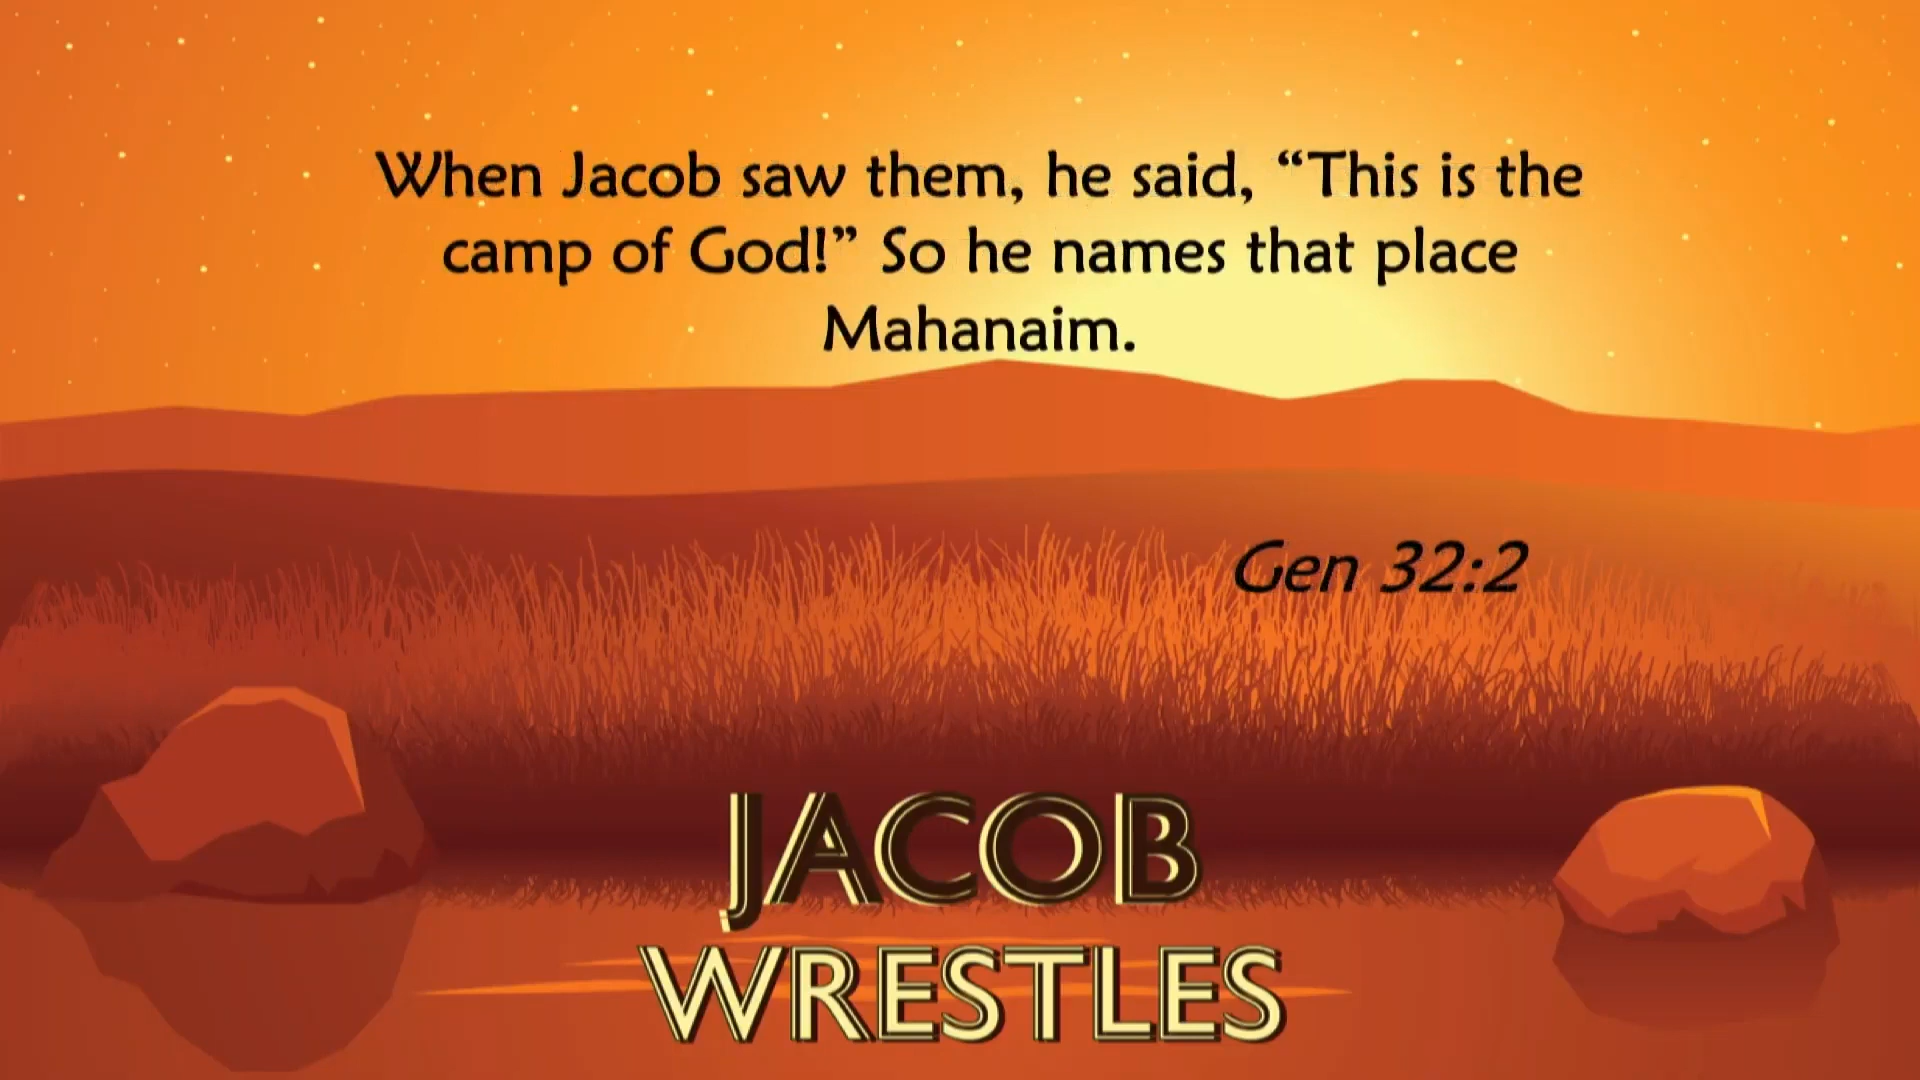 When Jacob saw them, he said, “This is the
camp of God!” So he names that place
Mahanaim.
Gen 32:2
JACOB
WRESTLES